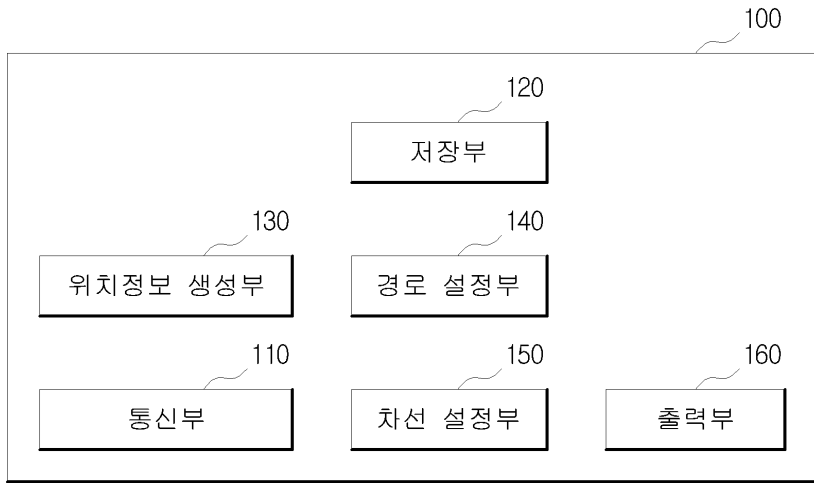 100
120
저장부
130 140
위치정보 생성부 경로 설정부
110 150 160
통신부 차선 설정부 출력부